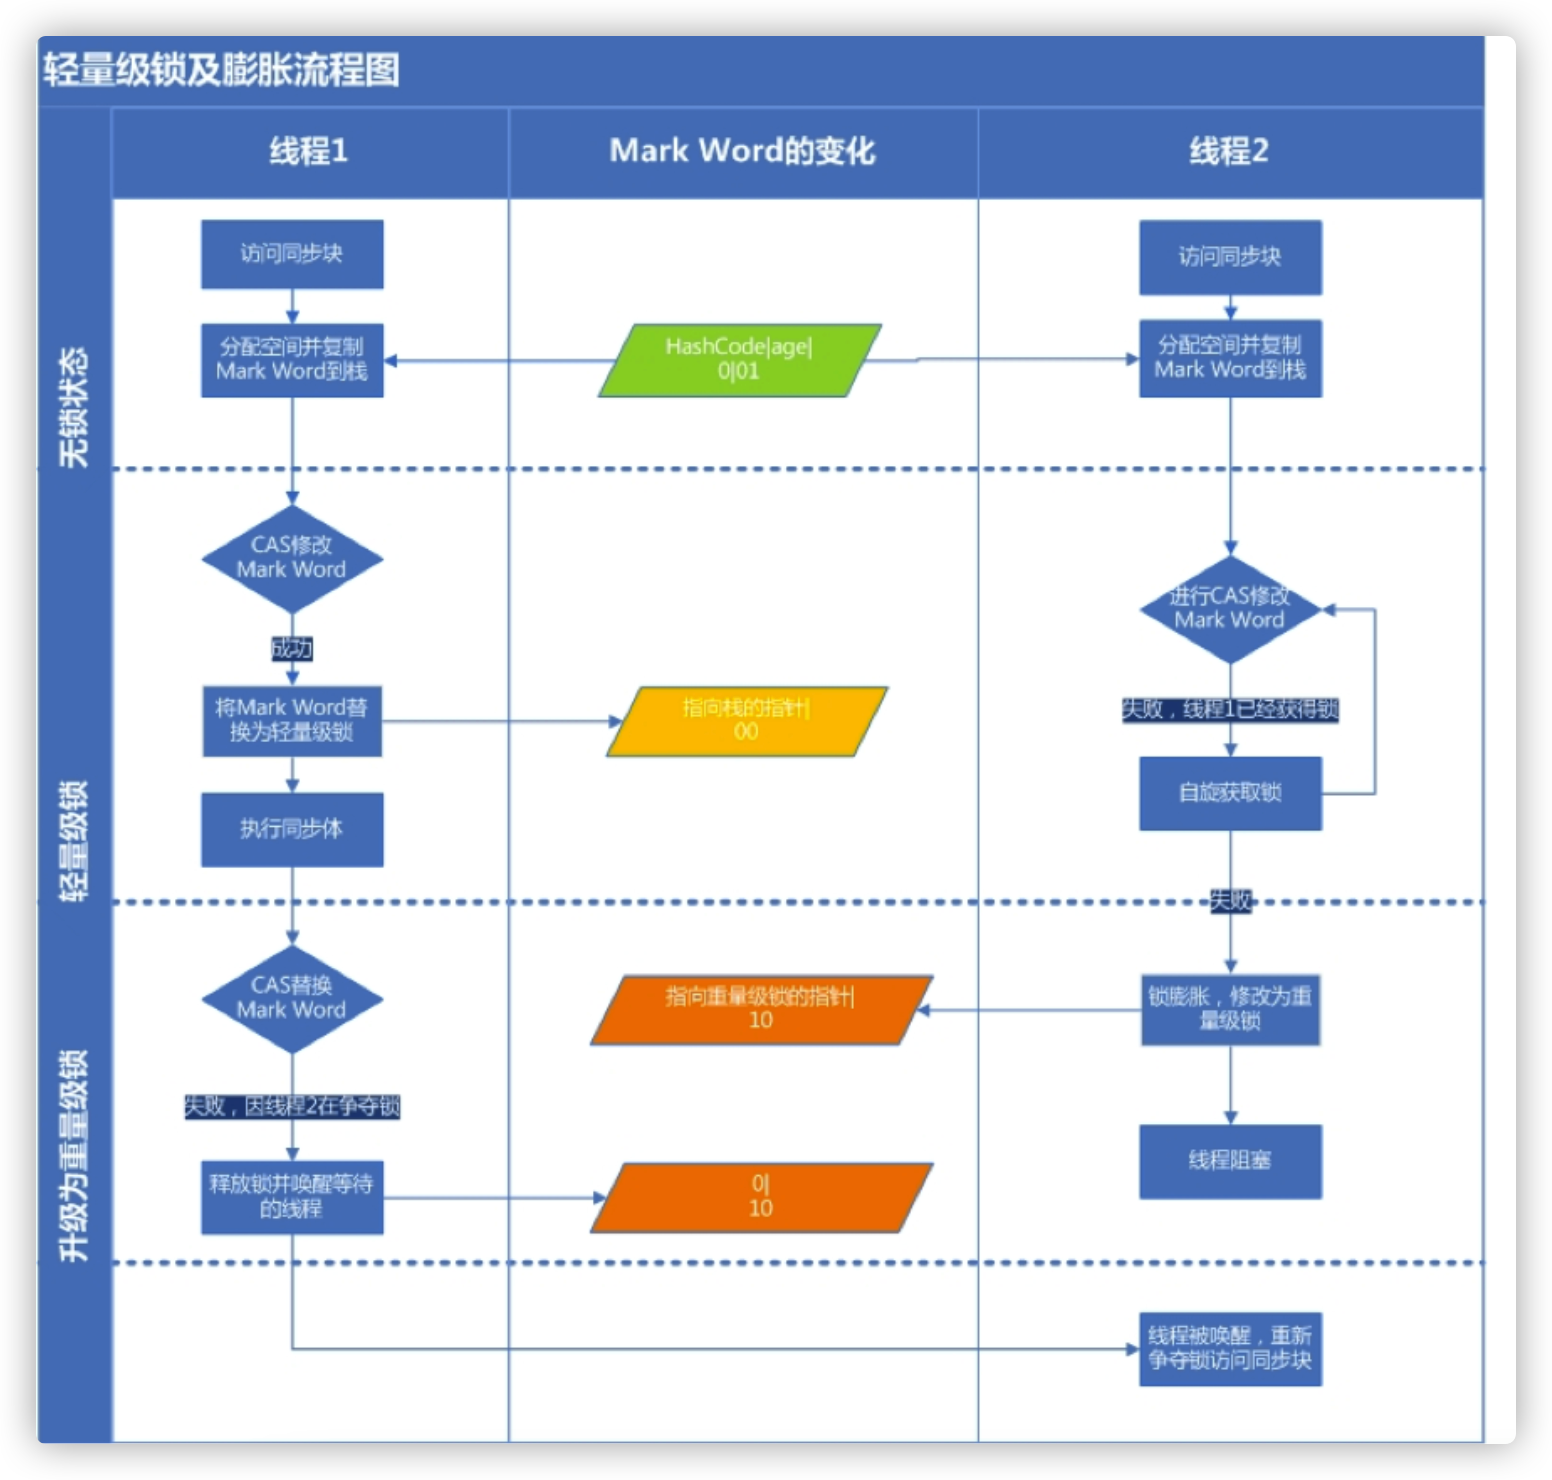 轻量级锁及膨胀流程图
线程1
Mark Word的变化
线程2
无锁状态
访问同步块
访问同步块
分配空间并复制
Mark Word到栈
HashCode|age|
0|01
分配空间并复制
Mark Word到栈
轻量级锁
CAS修改
Mark Word
成功
将Mark Word替
换为轻量级锁
执行同步体
指向栈的指针|
00
进行CAS修改
Mark Word
失败，线程1已经获得锁
自旋获取锁
失败
升级为重量级锁
CAS替换
Mark Word
失败，因线程2在争夺锁
释放锁并唤醒等待
的线程
指向重量级锁的指针|
10
0|
10
锁膨胀，修改为重
量级锁
线程阻塞
线程被唤醒，重新
争夺锁访问同步块